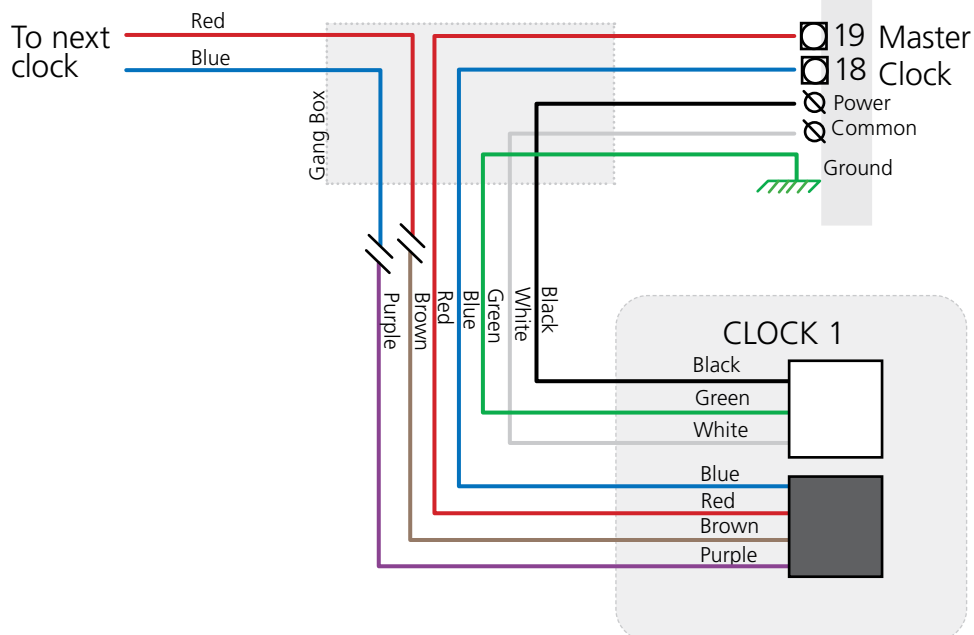 To next
clock
Red
Blue
Gang Box
19
18
Master
Clock
Power
Common
Ground
Purple
Brown
Red
Blue
Green
White
Black
CLOCK 1
Black
Green
White
Blue
Red
Brown
Purple